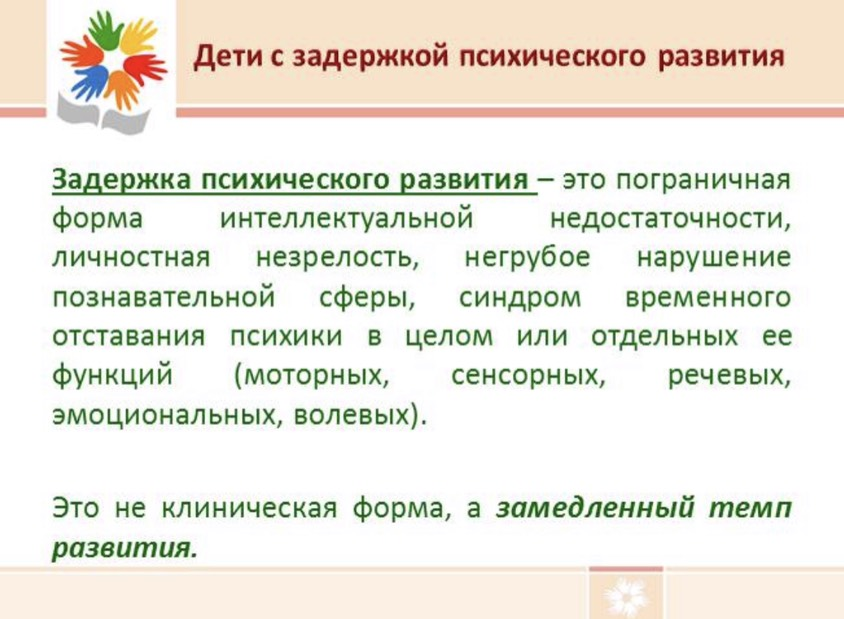 Дети с задержкой психического развития
Задержка психического развития – это пограничная
форма интеллектуальной недостаточности,
личностная незрелость, негрубое нарушение
познавательной сферы, синдром временного
отставания психики в целом или отдельных ее
функций (моторных, сенсорных, речевых,
эмоциональных, волевых).
Это не клиническая форма, а замедленный темп
развития.